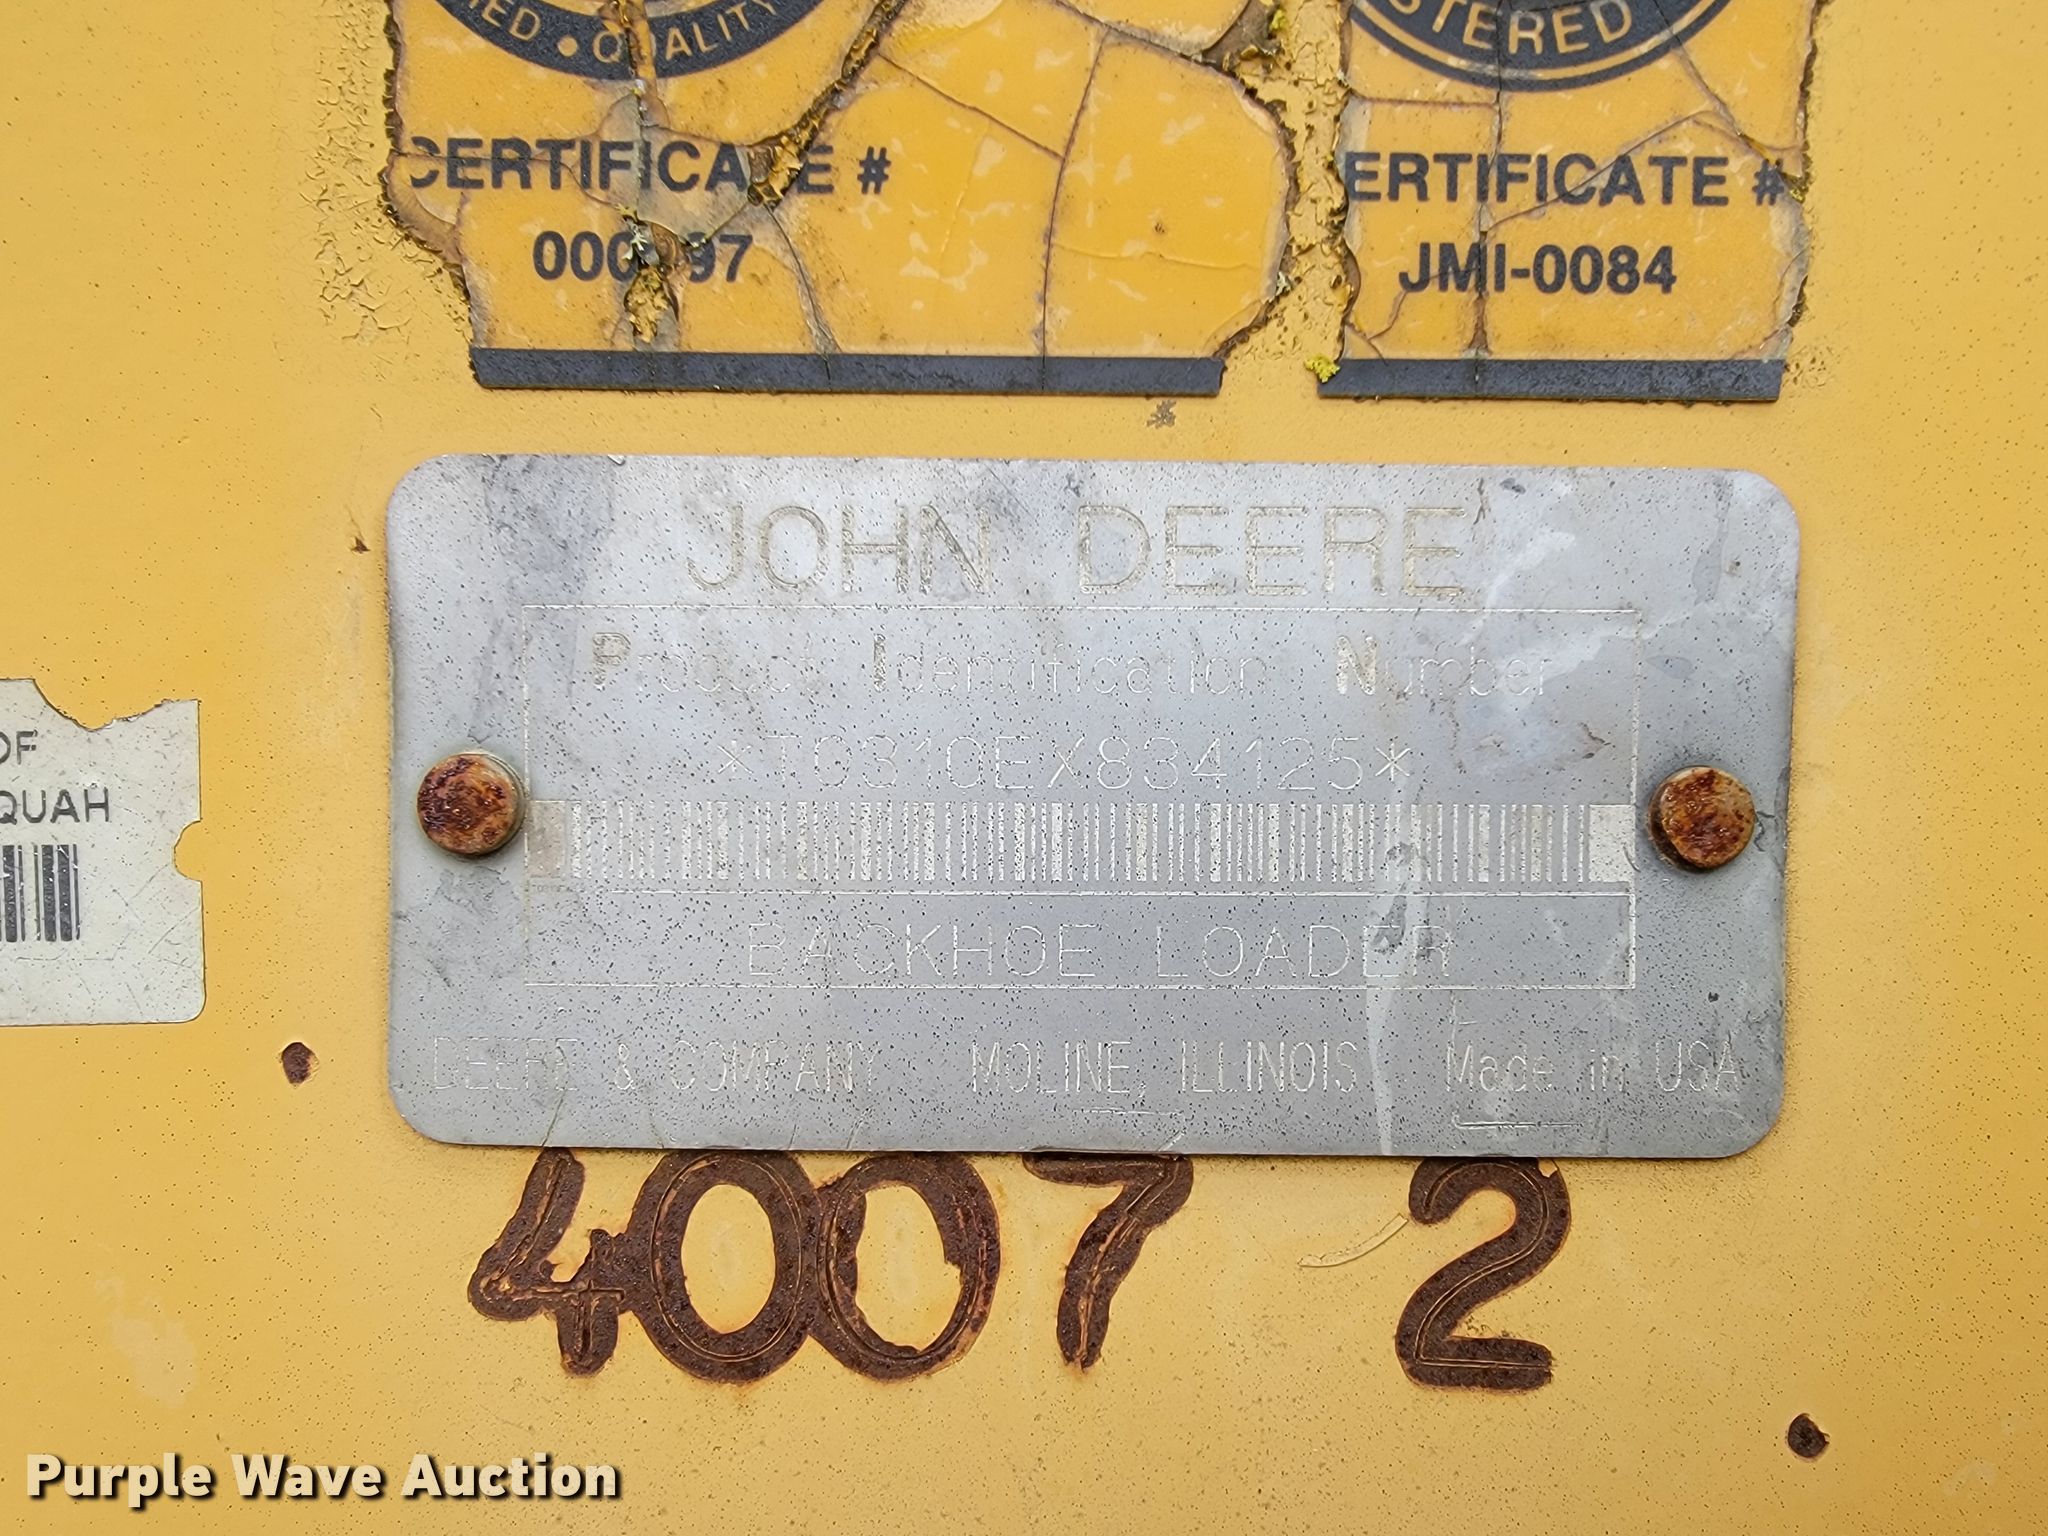 QUALITY
STERED
CERTIFICATE #
ERTIFICATE #
JMI-0084
JOHN DEERE
Product Identification Number
*T0310EX834125*
BACKHOE LOADER
DEERE & COMPANY MOLINE, ILLINOIS Made in USA
OF
QUAH
4007 2
Purple Wave Auction